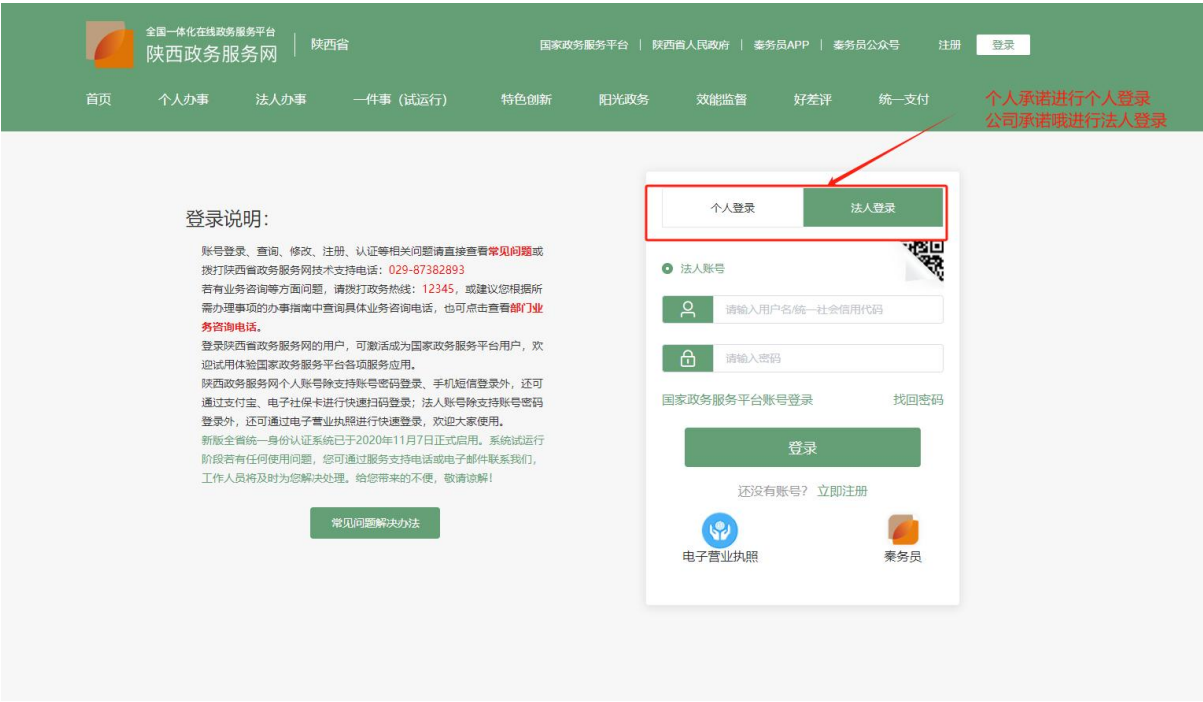 全国一体化在线政务服务平台
陕西政务服务网
陕西省
国家政务服务平台 | 陕西省人民政府 | 秦务员APP | 秦务员公众号
注册
登录
首页 个人办事 法人办事 一件事（试运行） 特色创新 阳光政务 效能监督 好差评 统一支付
个人承诺进行个人登录
公司承诺哦进行法人登录
登录说明：
账号登录、查询、修改、注册、认证等相关问题请直接查看常见问题或
拨打陕西省政务服务网技术支持电话：029-87382893
若有业务咨询等方面问题，请拨打政务热线：12345，或建议您根据所
需办理事项的办事指南中查询具体业务咨询电话，也可点击查看部门业
务咨询电话。
登录陕西省政务服务网的用户，可激活成为国家政务服务平台用户，欢
迎试用体验国家政务服务平台各项服务应用。
陕西政务服务网个人账号除支持账号密码登录、手机短信登录外，还可
通过支付宝、电子社保卡进行快速扫码登录；法人账号除支持账号密码
登录外，还可通过电子营业执照进行快速登录，欢迎大家使用。
新版全省统一身份认证系统已于2020年11月7日正式启用。系统试运行
阶段若有任何使用问题，您可通过服务支持电话或电子邮件联系我们，
工作人员将及时为您解决处理。给您带来的不便，敬请谅解！
常见问题解决办法
个人登录
法人登录
法人账号
请输入用户名/统一社会信用代码
请输入密码
国家政务服务平台账号登录
找回密码
登录
还没有账号？ 立即注册
电子营业执照
秦务员